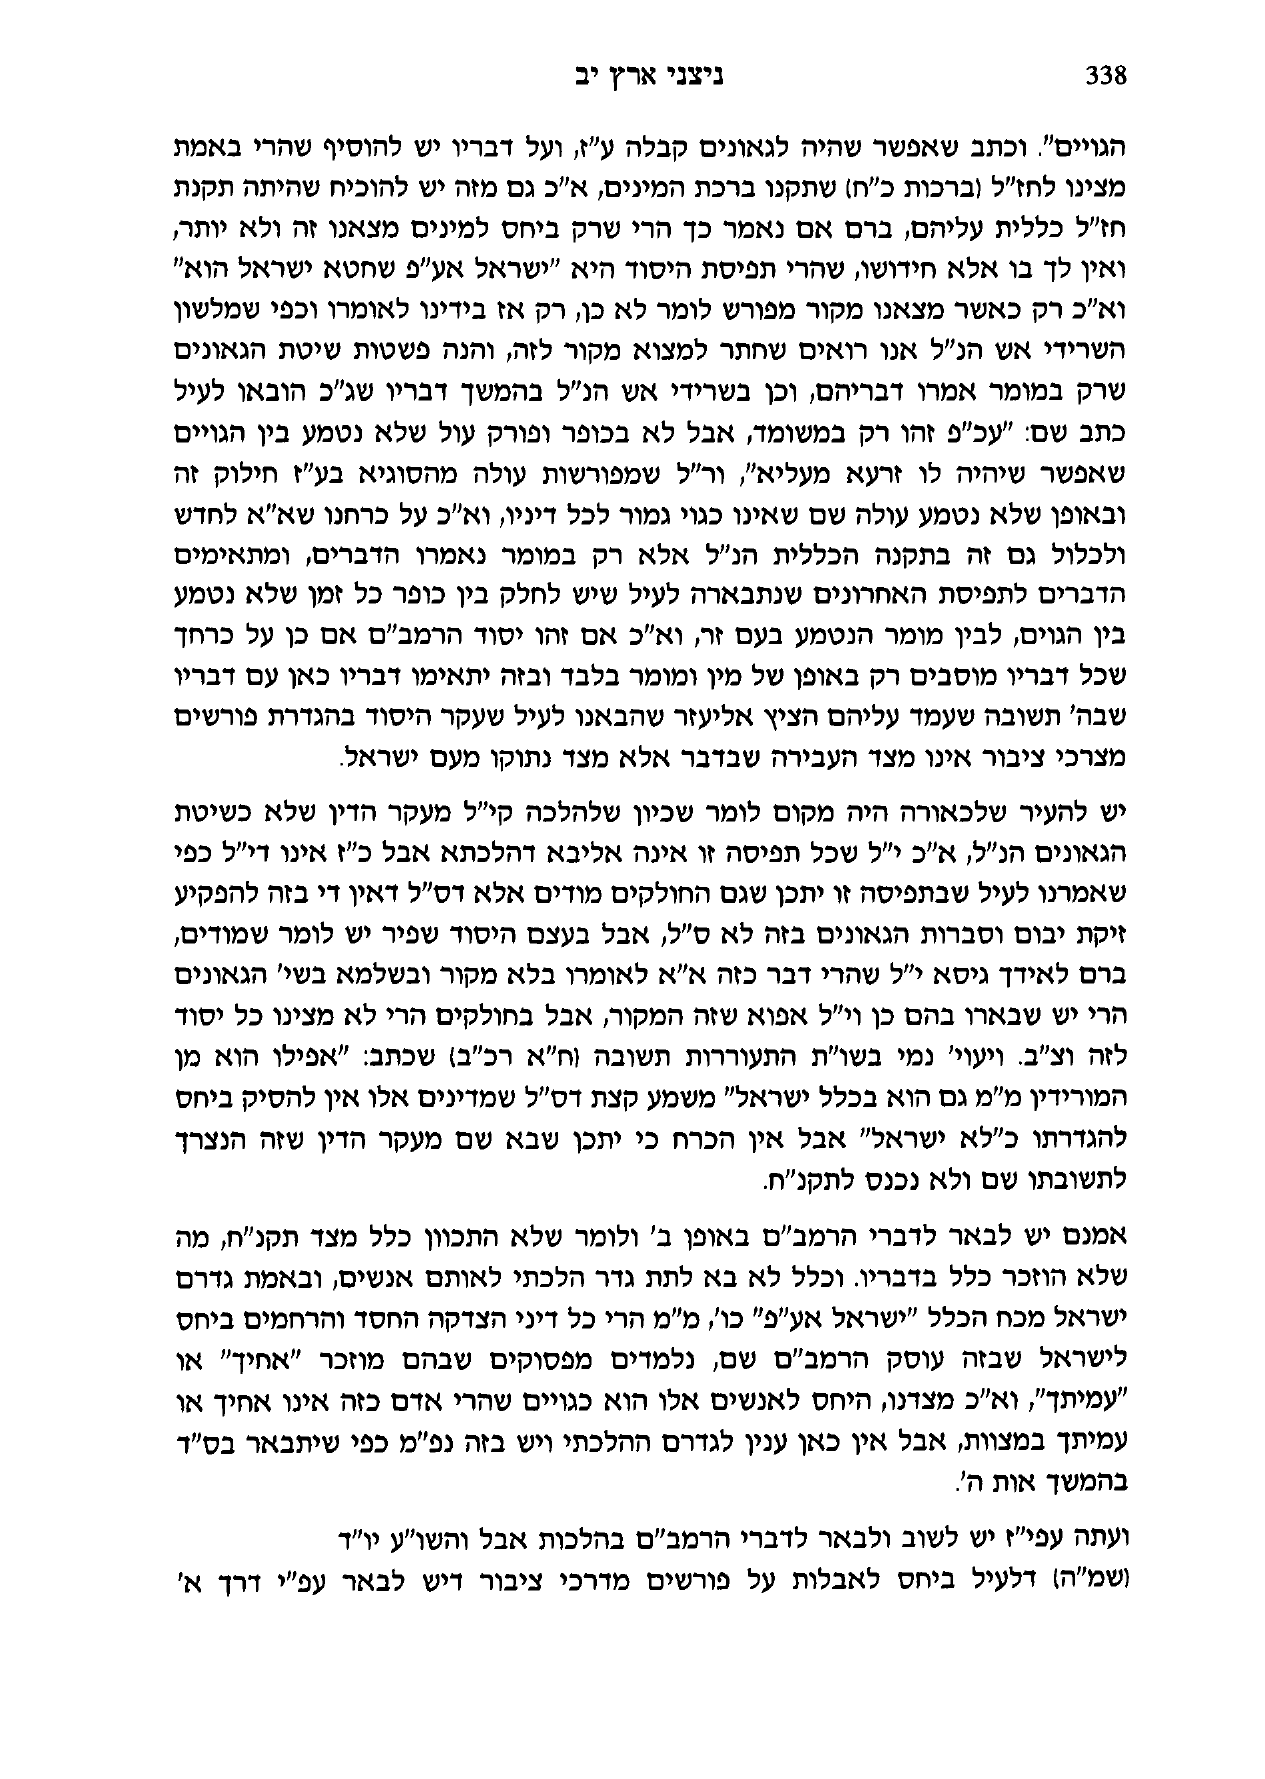 338
ניצני ארץ יב
הגויים". וכתב שאפשר שהיה לגאונים קבלה ע"ז, ועל דבריו יש להוסיף שהרי באמת
מצינו לחז"ל (ברכות כ"ח) שתקנו ברכת המינים, א"כ גם מזה יש להוכיח שהיתה תקנת
חז"ל כללית עליהם, ברם אם נאמר כך הרי שרק ביחס למינים מצאנו זה ולא יותר,
ואין לך בו אלא חידושו, שהרי תפיסת היסוד היא "ישראל אע"פ שחטא ישראל הוא"
וא"כ רק כאשר מצאנו מקור מפורש לומר לא כן, רק אז בידינו לאומרו וכפי שמלשון
השרידי אש הנ"ל אנו רואים שחתר למצוא מקור לזה, והנה פשטות שיטת הגאונים
שרק במומר אמרו דבריהם, וכן בשרידי אש הנ"ל בהמשך דבריו שג"כ הובאו לעיל
כתב שם: "עכ"פ זהו רק במשומד, אבל לא בכופר ופורק עול שלא נטמע בין הגויים
שאפשר שיהיה לו זרעא מעליא", ור"ל שמפורשות עולה מהסוגיא בע"ז חילוק זה
ובאופן שלא נטמע עולה שם שאינו כגוי גמור לכל דיניו, וא"כ על כרחנו שא"א לחדש
ולכלול גם זה בתקנה הכללית הנ"ל אלא רק במומר נאמרו הדברים, ומתאימים
הדברים לתפיסת האחרונים שנתבארה לעיל שיש לחלק בין כופר כל זמן שלא נטמע
בין הגוים, לבין מומר הנטמע בעם זר, וא"כ אם זהו יסוד הרמב"ם אם כן על כרחך
שכל דבריו מוסבים רק באופן של מין ומומר בלבד ובזה יתאימו דבריו כאן עם דבריו
שבה' תשובה שעמד עליהם הציץ אליעזר שהבאנו לעיל שעקר היסוד בהגדרת פורשים
מצרכי ציבור אינו מצד העבירה שבדבר אלא מצד נתוקו מעם ישראל.
יש להעיר שלכאורה היה מקום לומר שכיון שלהלכה קי"ל מעקר הדין שלא כשיטת
הגאונים הנ"ל, א"כ י"ל שכל תפיסה זו אינה אליבא דהלכתא אבל כ"ז אינו די"ל כפי
שאמרנו לעיל שבתפיסה זו יתכן שגם החולקים מודים אלא דס"ל דאין די בזה להפקיע
זיקת יבום וסברות הגאונים בזה לא ס"ל, אבל בעצם היסוד שפיר יש לומר שמודים,
ברם לאידך גיסא י"ל שהרי דבר כזה א"א לאומרו בלא מקור ובשלמא בשי' הגאונים
הרי יש שבארו בהם כן וי"ל אפוא שזה המקור, אבל בחולקים הרי לא מצינו כל יסוד
לזה וצ"ב. ויעוי' נמי בשו"ת התעוררות תשובה (ח"א רכ"ב) שכתב: "אפילו הוא מן
המורידין מ"מ גם הוא בכלל ישראל" משמע קצת דס"ל שמדינים אלו אין להסיק ביחס
להגדרתו כ"לא ישראל" אבל אין הכרח כי יתכן שבא שם מעקר הדין שזה הנצרך
לתשובתו שם ולא נכנס לתקנ"ח.
אמנם יש לבאר לדברי הרמב"ם באופן ב' ולומר שלא התכוון כלל מצד תקנ"ח, מה
שלא הוזכר כלל בדבריו. וכלל לא בא לתת גדר הלכתי לאותם אנשים, ובאמת גדרם
ישראל מכח הכלל "ישראל אע"פ" כו', מ"מ הרי כל דיני הצדקה החסד והרחמים ביחס
לישראל שבזה עוסק הרמב"ם שם, נלמדים מפסוקים שבהם מוזכר "אחיך" או
"עמיתך", וא"כ מצדנו, היחס לאנשים אלו הוא כגויים שהרי אדם כזה אינו אחיך או
עמיתך במצוות, אבל אין כאן ענין לגדרם ההלכתי ויש בזה נפ"מ כפי שיתבאר בס"ד
בהמשך אות ה'.
ועתה עפי"ז יש לשוב ולבאר לדברי הרמב"ם בהלכות אבל והשו"ע יו"ד
(שמ"ה) דלעיל ביחס לאבלות על פורשים מדרכי ציבור דיש לבאר עפ"י דרך א'